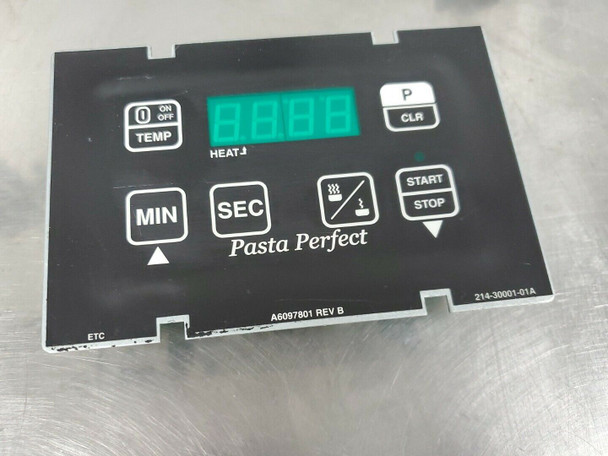 ON
OFF
TEMP
8.8.8.8
HEAT
P
CLR
MIN
SEC
START
STOP
Pasta Perfect
ETC
A6097801 REV B
214-30001-01A